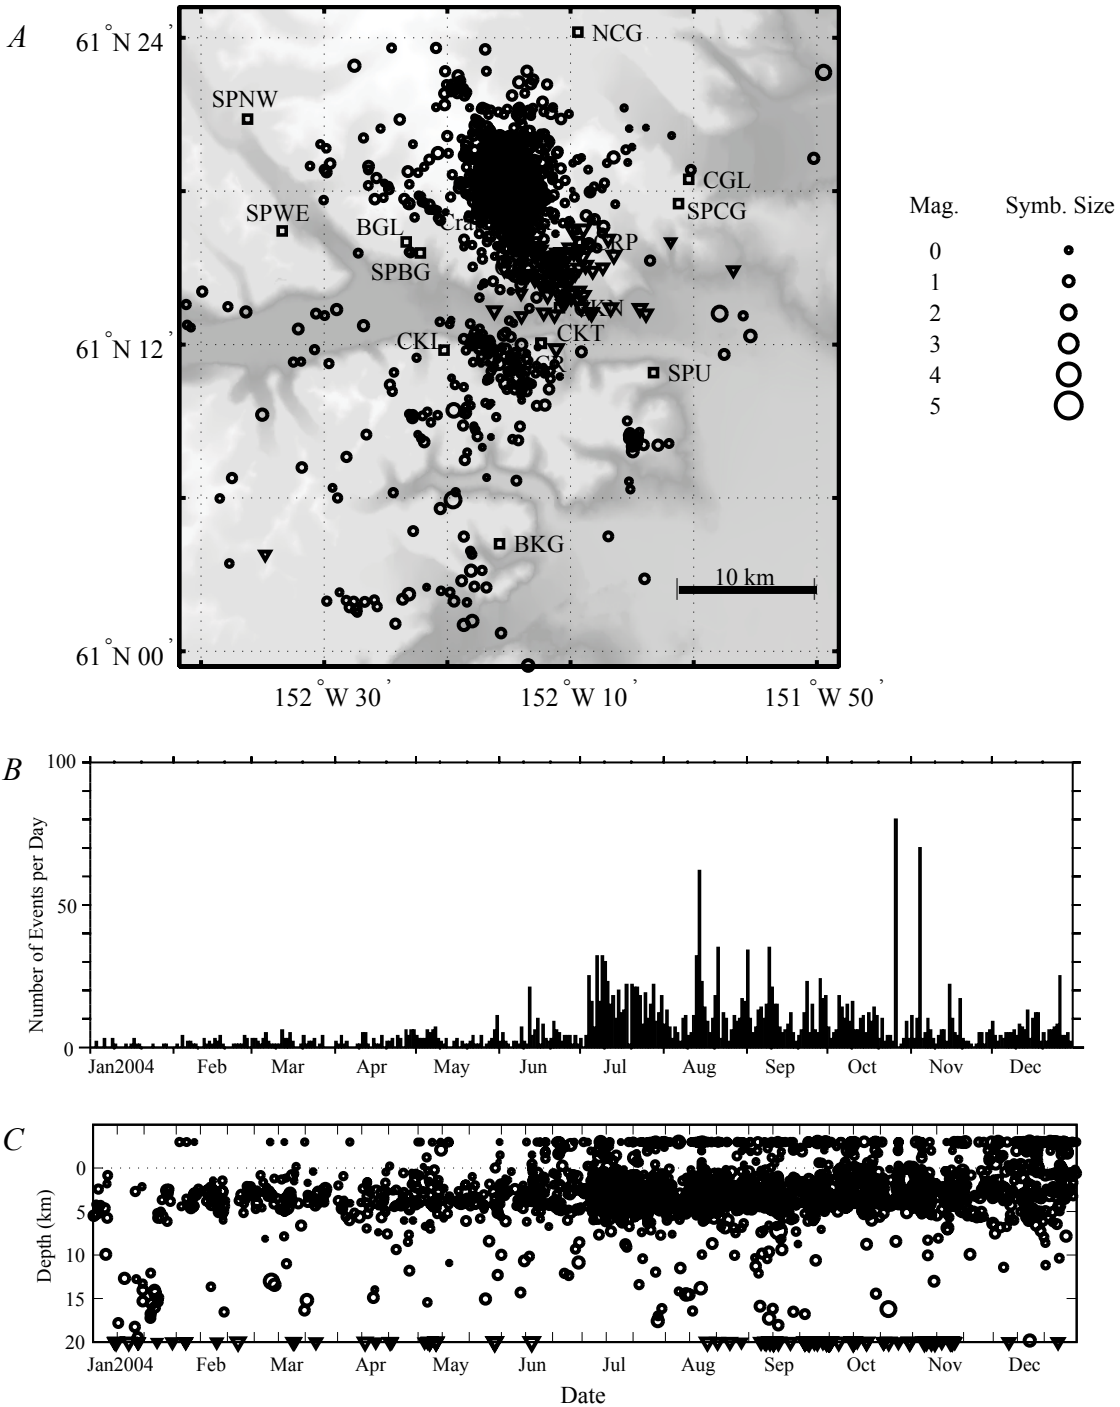 A
61°N 24'
NCG
SPNW
CGL
SPCG
SPWE
BGL
Cra
RP
SPBG
KN
CKT
CKL
61°N 12'
SPU
BKG
10 km
61°N 00'
152°W 30'
152°W 10'
151°W 50'
Mag. Symb. Size
0
1
2
3
4
5
B
100
50
0
Number of Events per Day
Jan2004 Feb Mar Apr May Jun Jul Aug Sep Oct Nov Dec
C
0
5
10
15
20
Depth (km)
Jan2004 Feb Mar Apr May Jun Jul Aug Sep Oct Nov Dec
Date